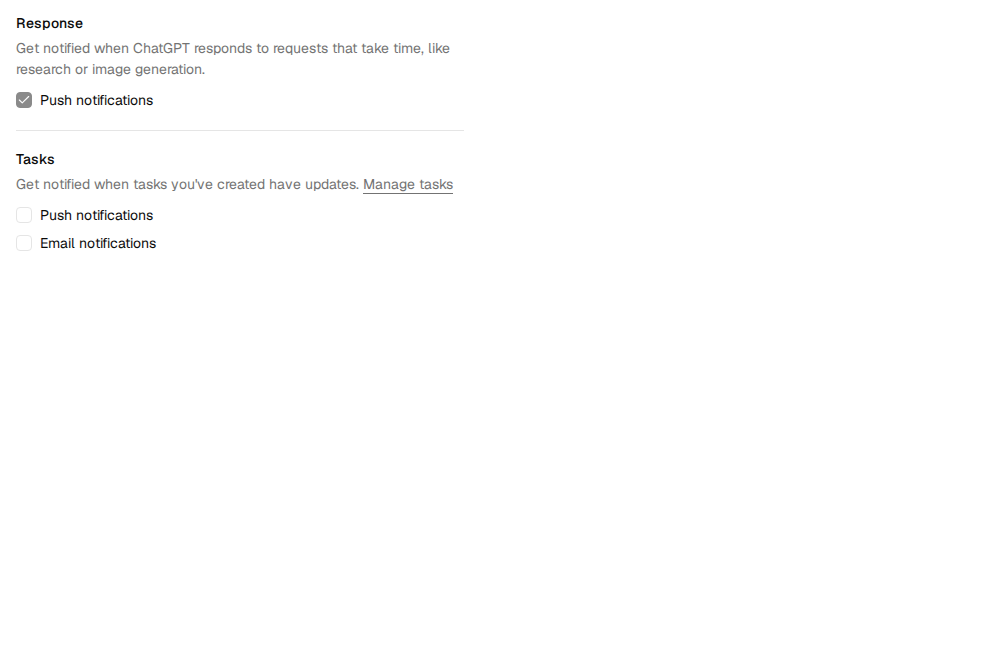 Response
Get notified when ChatGPT responds to requests that take time, like
research or image generation.
Push notifications
Tasks
Get notified when tasks you've created have updates. Manage tasks
Push notifications
Email notifications